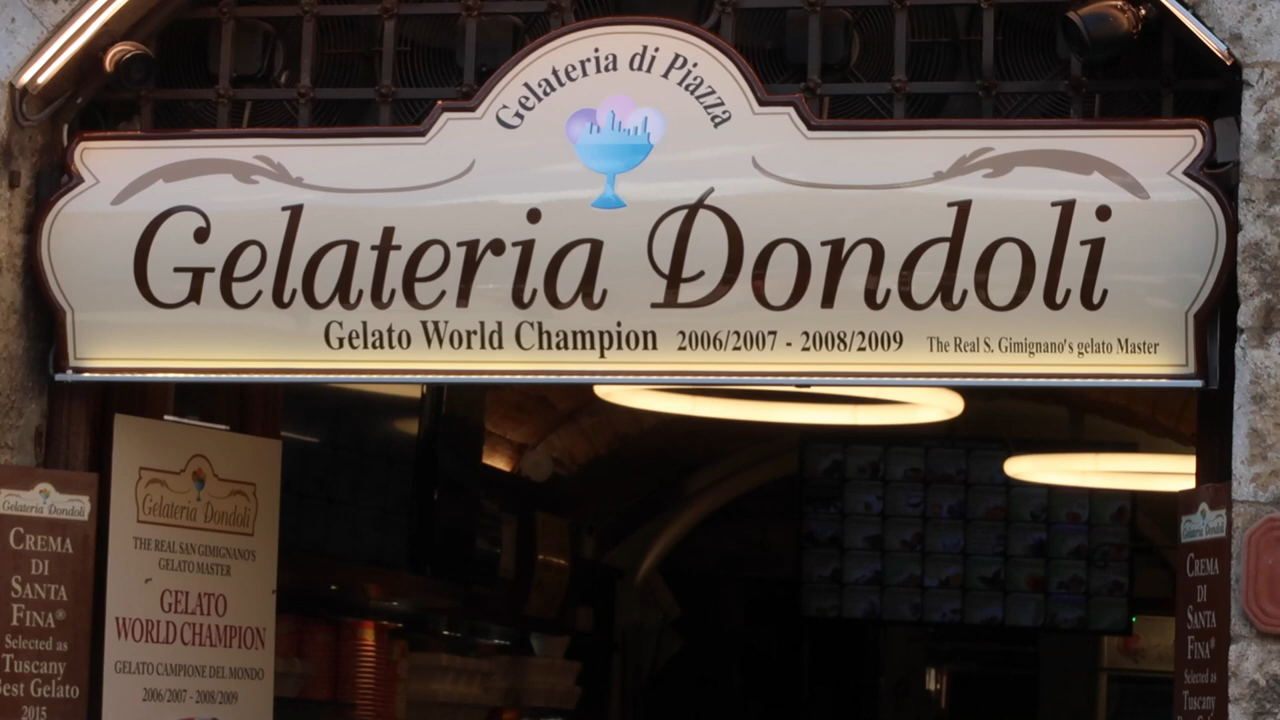 Gelateria di Piazza
Gelateria Dondoli
Gelato World Champion 2006/2007 - 2008/2009 The Real S. Gimignano's gelato Master
Gelateria Dondoli
CREMA
DI
SANTA
FINA®
Selected as
Tuscany
Best Gelato
2015
Gelateria Dondoli
THE REAL SAN GIMIGNANO'S
GELATO MASTER
GELATO
WORLD CHAMPION
GELATO CAMPIONE DEL MONDO
2006/2007 - 2008/2009
Gelateria Dondoli
CREMA
DI
SANTA
FINA®
Selected as
Tuscany